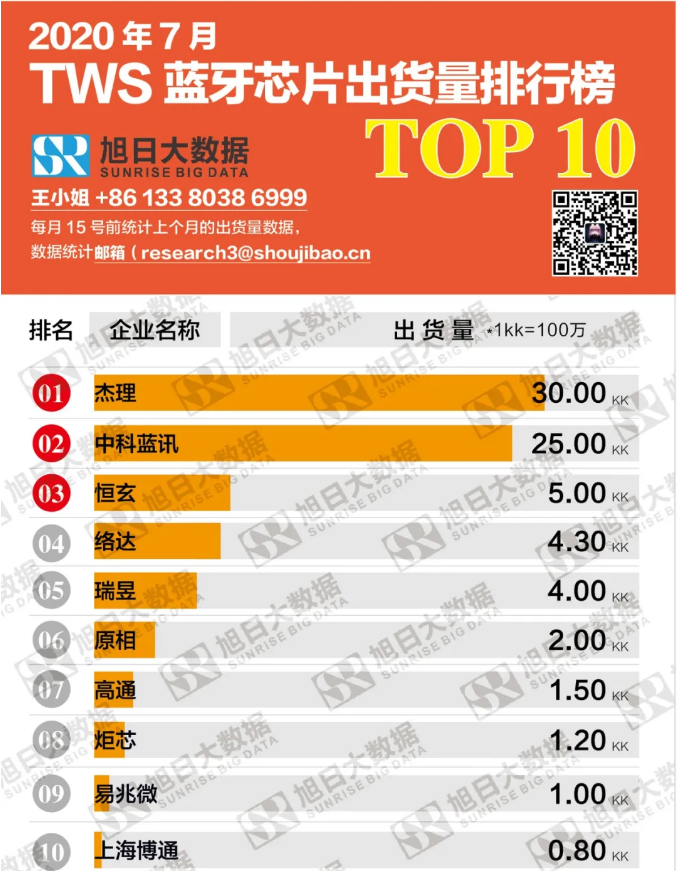 2020 年 7 月
TWS 蓝牙芯片出货量排行榜
TOP 10
SR 旭日大数据
SUNRISE BIG DATA
王小姐 +86 133 8038 6999
每月 15 号前统计上个月的出货量数据，
数据统计邮箱（research3@shoujibao.cn
排名 企业名称 出货量 *1kk=100万
01 杰理 30.00 KK
02 中科蓝讯 25.00 KK
03 恒玄 5.00 KK
04 络达 4.30 KK
05 瑞昱 4.00 KK
06 原相 2.00 KK
07 高通 1.50 KK
08 炬芯 1.20 KK
09 易兆微 1.00 KK
10 上海博通 0.80 KK